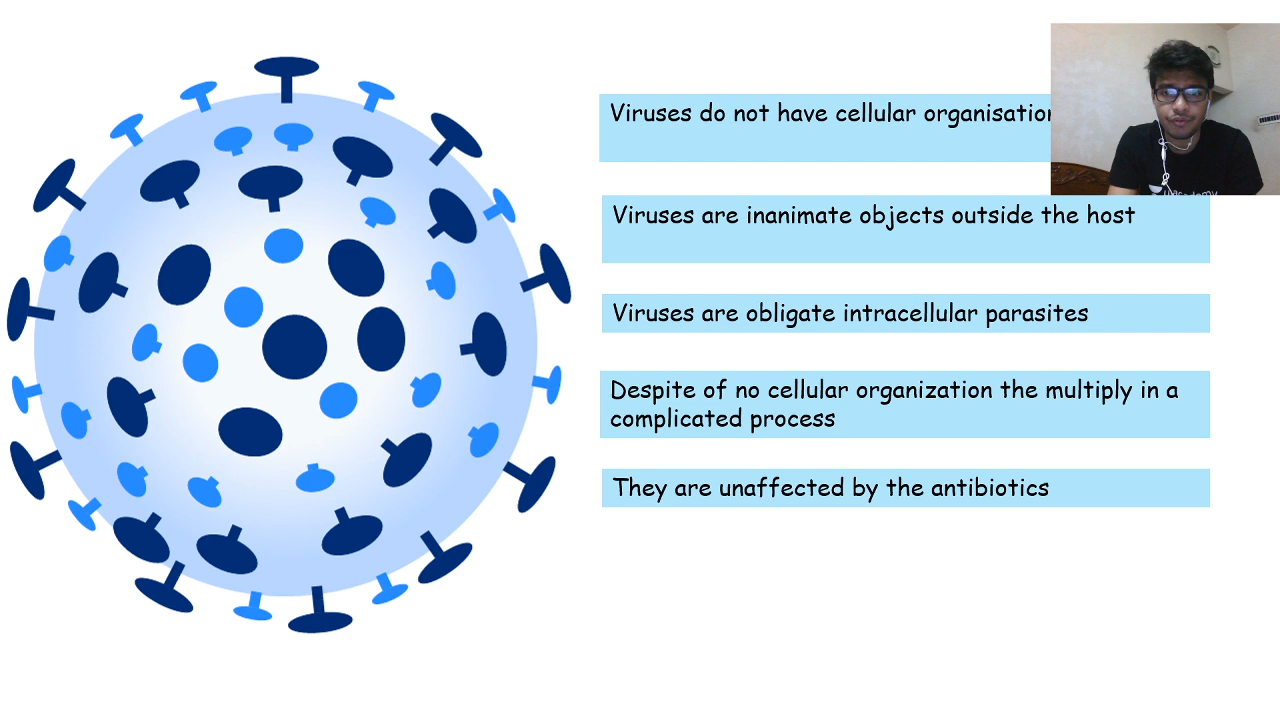 Viruses do not have cellular organisation
Viruses are inanimate objects outside the host
Viruses are obligate intracellular parasites
Despite of no cellular organization the multiply in a
complicated process
They are unaffected by the antibiotics